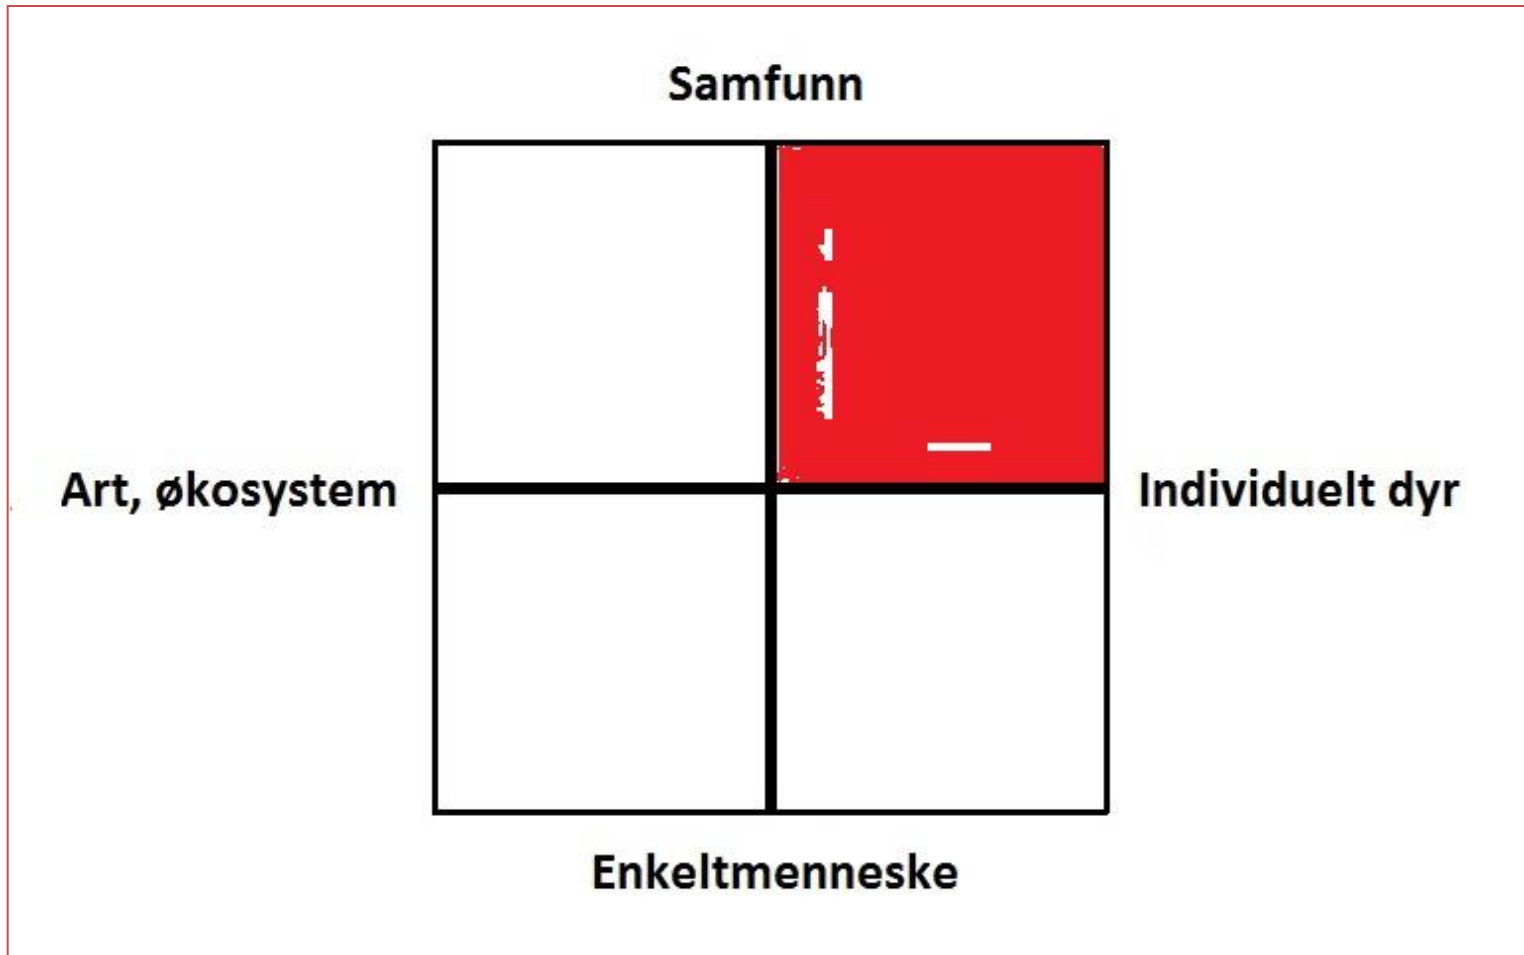 Samfunn
Art, økosystem
Individuelt dyr
Enkeltmenneske